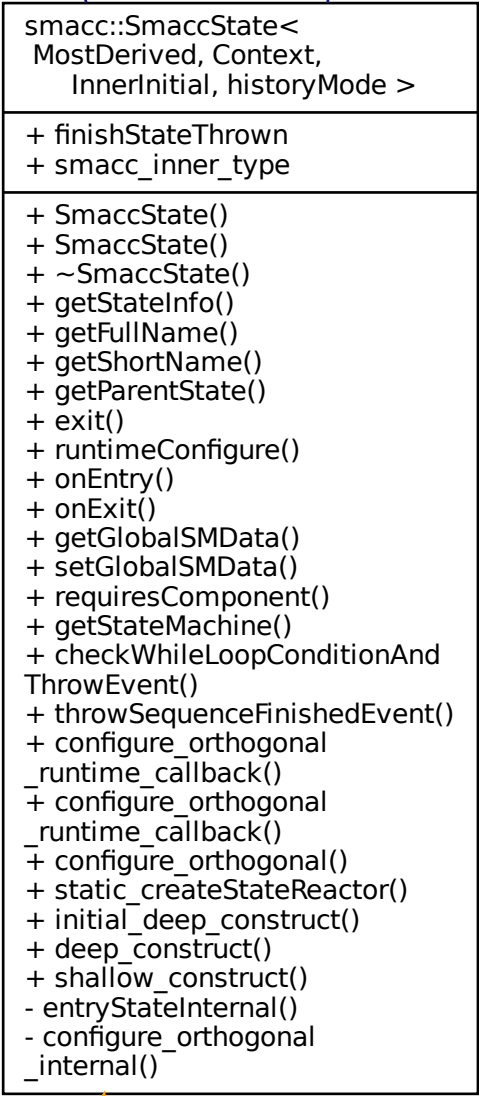 smacc::SmaccState<
MostDerived, Context,
InnerInitial, historyMode >
+ finishStateThrown
+ smacc_inner_type
+ SmaccState()
+ SmaccState()
+ ~SmaccState()
+ getStateInfo()
+ getFullName()
+ getShortName()
+ getParentState()
+ exit()
+ runtimeConfigure()
+ onEntry()
+ onExit()
+ getGlobalSMData()
+ setGlobalSMData()
+ requiresComponent()
+ getStateMachine()
+ checkWhileLoopConditionAnd
ThrowEvent()
+ throwSequenceFinishedEvent()
+ configure_orthogonal
_runtime_callback()
+ configure_orthogonal
_runtime_callback()
+ configure_orthogonal()
+ static_createStateReactor()
+ initial_deep_construct()
+ deep_construct()
+ shallow_construct()
- entryStateInternal()
- configure_orthogonal
_internal()